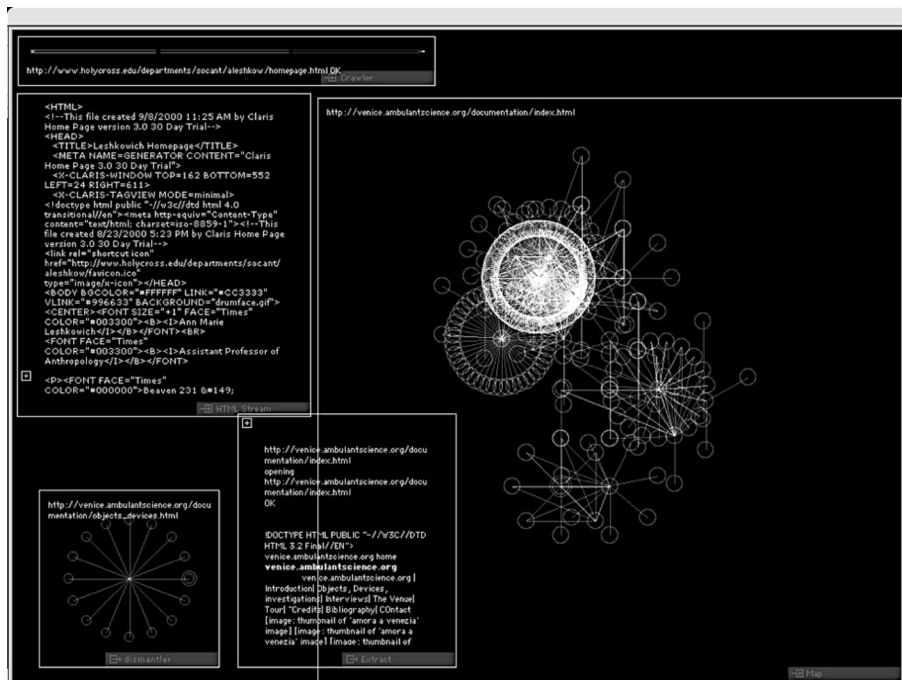 http://www.holycross.edu/departments/socant/aleshkow/homepage.html OK
Crawler
<HTML>
<!--This file created 9/8/2000 11:25 AM by Claris
Home Page version 3.0 30 Day Trial-->
<HEAD>
<TITLE>Leshkowich Homepage</TITLE>
<META NAME=GENERATOR CONTENT="Claris
Home Page 3.0 30 Day Trial">
<X-CLARIS-WINDOW TOP=162 BOTTOM=552
LEFT=24 RIGHT=611>
<X-CLARIS-TAGVIEW MODE=minimal>
<!doctype html public "-//w3c//dtd html 4.0
transitional//en"><meta http-equiv="Content-Type"
content="text/html; charset=iso-8859-1"><!--This
file created 8/23/2000 5:23 PM by Claris Home Page
version 3.0 30 Day Trial-->
<link rel="shortcut icon"
href="http://www.holycross.edu/departments/socant/
aleshkow/favicon.ico"
type="image/x-icon"></HEAD>
<BODY BGCOLOR="#FFFFFF" LINK="#CC3333"
VLINK="#996633" BACKGROUND="drumface.gif">
<CENTER><FONT SIZE="+1" FACE="Times"
COLOR="#003300"><B><I>Ann Marie
Leshkowich</I></B></FONT><BR>
<FONT FACE="Times"
COLOR="#003300"><B><I>Assistant Professor of
Anthropology</I></B></FONT>
<P><FONT FACE="Times"
COLOR="#000000">Beaven 231 &#149;
HTML Stream
http://venice.ambulantscience.org/documentation/index.html
http://venice.ambulantscience.org/docu
mentation/index.html
opening
http://venice.ambulantscience.org/docu
mentation/index.html
OK
!DOCTYPE HTML PUBLIC "-//W3C//DTD
HTML 3.2 Final//EN">
venice.ambulantscience.org home
venice.ambulantscience.org
venice.ambulantscience.org |
Introduction| Objects, Devices,
investigations| Interviews| The Venue|
Tour| "Credits| Bibliography| COntact
[image: thumbnail of 'amora a venezia'
image] [image: thumbnail of 'amora a
venezia' image] [image: thumbnail of
Extract
http://venice.ambulantscience.org/docu
mentation/objects_devices.html
dismantler
Map